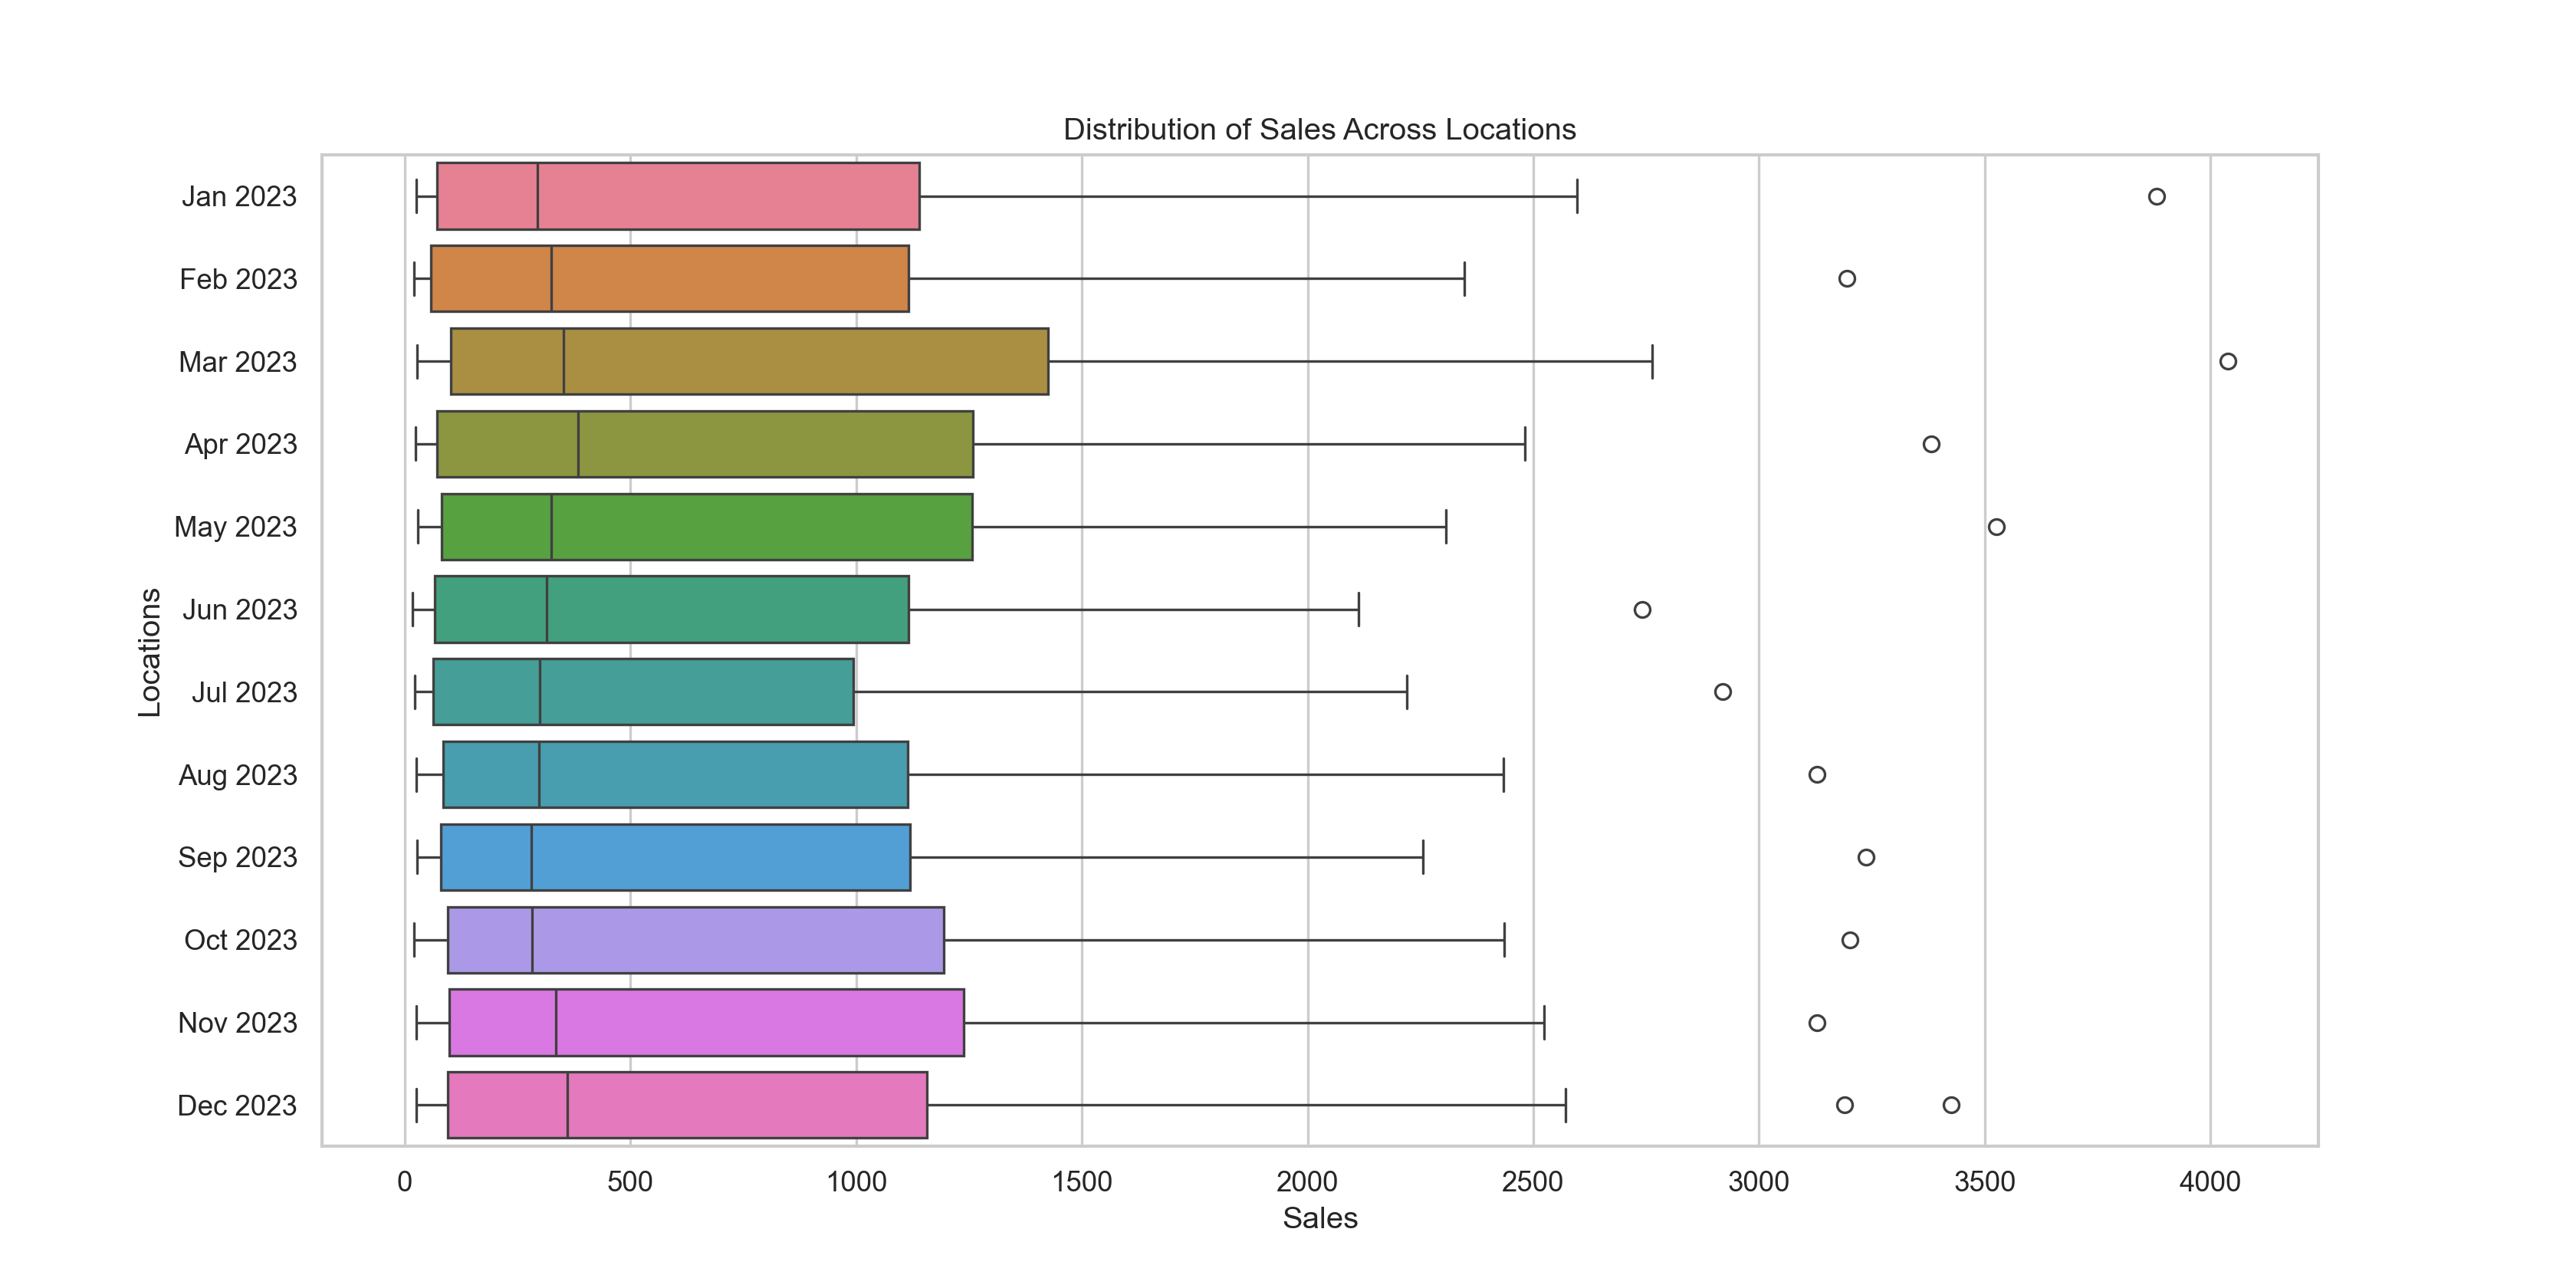 Distribution of Sales Across Locations
Jan 2023
Feb 2023
Mar 2023
Apr 2023
May 2023
Jun 2023
Jul 2023
Aug 2023
Sep 2023
Oct 2023
Nov 2023
Dec 2023
Locations
0 500 1000 1500 2000 2500 3000 3500 4000
Sales